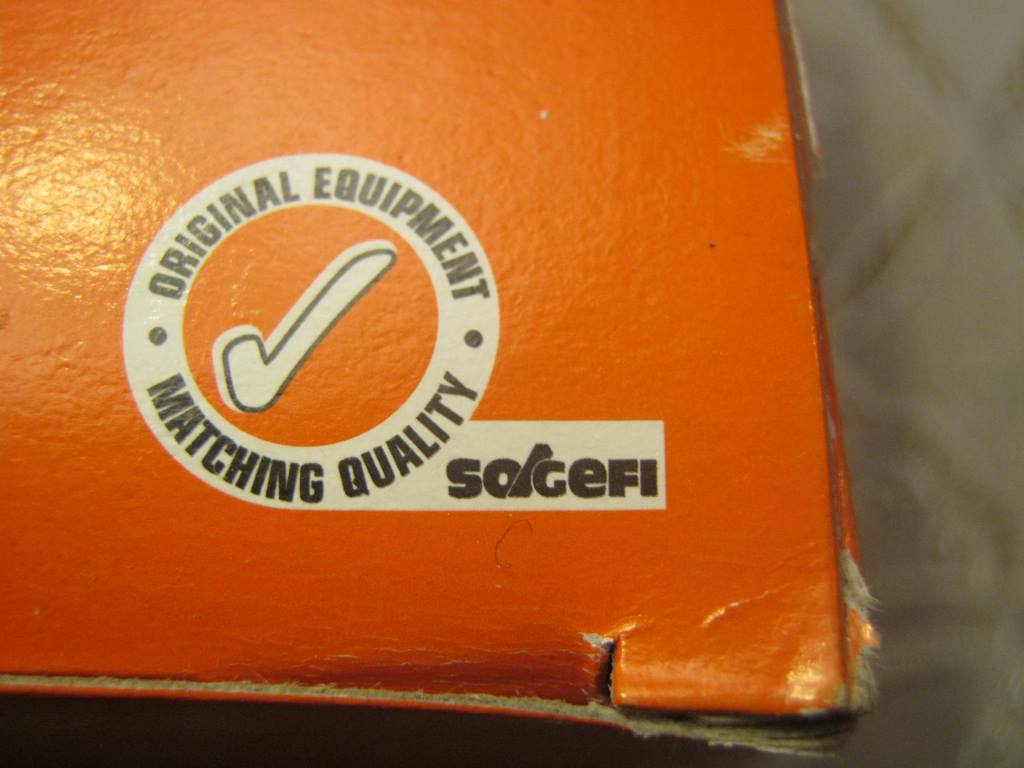 ORIGINAL EQUIPMENT
MATCHING QUALITY
SOGEFI